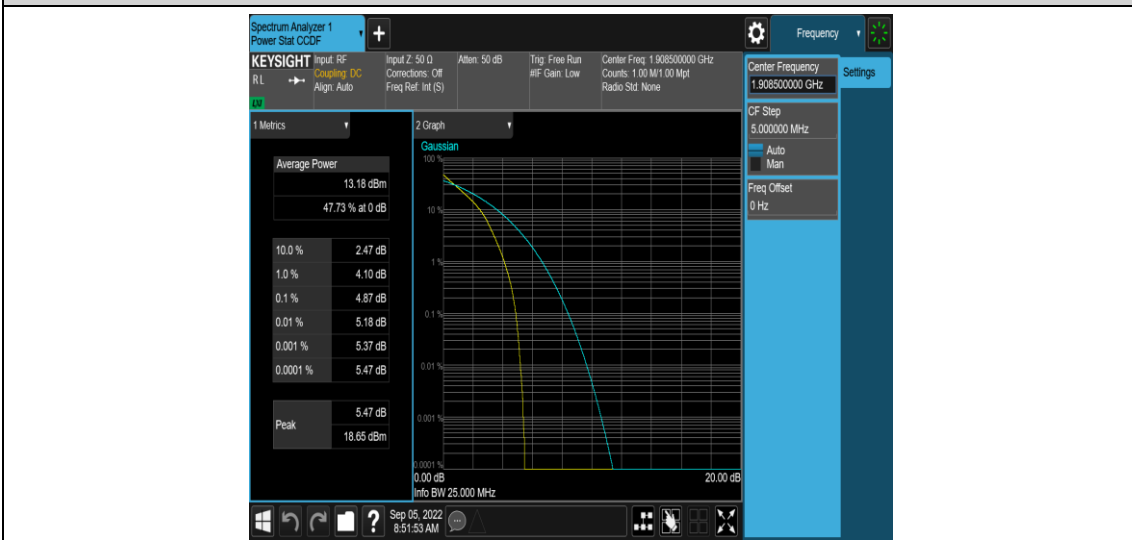 Spectrum Analyzer 1
Power Stat CCDF
+
Frequency
KEYSIGHT
Input: RF
Coupling: DC
Align: Auto
Input Z: 50 Ω
Corrections: Off
Freq Ref: Int (S)
Atten: 50 dB
Trig: Free Run
#IF Gain: Low
Center Freq: 1.908500000 GHz
Counts: 1.00 M/1.00 Mpt
Radio Std: None
R L
LXI
Center Frequency
1.908500000 GHz
Settings
CF Step
5.000000 MHz
Auto
Man
Freq Offset
0 Hz
1 Metrics
Average Power
13.18 dBm
47.73 % at 0 dB
10.0 % 2.47 dB
1.0 % 4.10 dB
0.1 % 4.87 dB
0.01 % 5.18 dB
0.001 % 5.37 dB
0.0001 % 5.47 dB
Peak
5.47 dB
18.65 dBm
2 Graph
Gaussian
100 %
10 %
1 %
0.1 %
0.01 %
0.001 %
0.0001 %
0.00 dB 20.00 dB
Info BW 25.000 MHz
?
Sep 05, 2022
8:51:53 AM